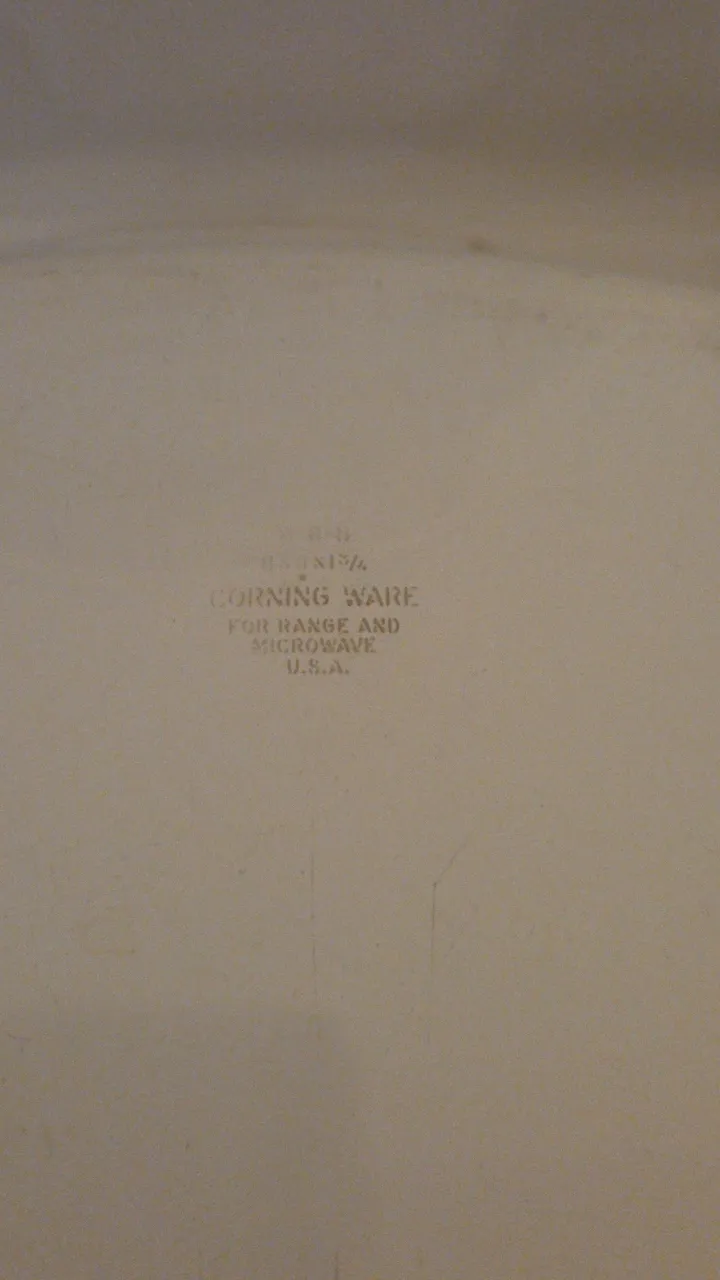 CORNING WARE
FOR RANGE AND
MICROWAVE
U.S.A.